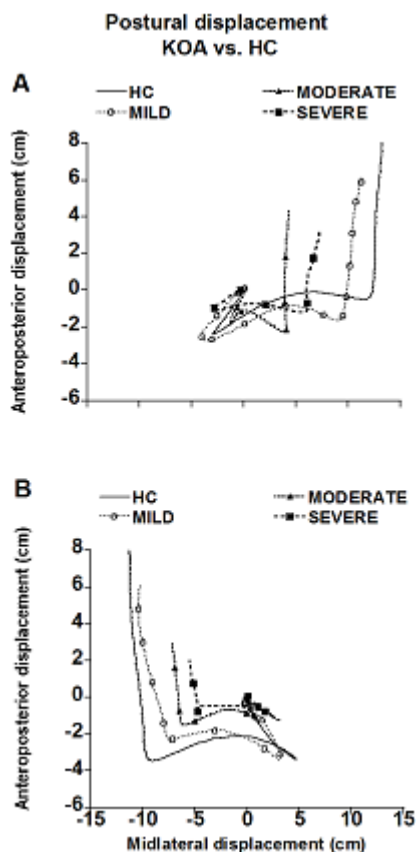 Postural displacement
KOA vs. HC
A
HC
MODERATE
MILD
SEVERE
Anteroposterior displacement (cm)
8
6
4
2
0
-2
-4
-6
B
HC
MODERATE
MILD
SEVERE
Anteroposterior displacement (cm)
8
6
4
2
0
-2
-4
-6
-15 -10 -5 0 5 10 15
Midlateral displacement (cm)